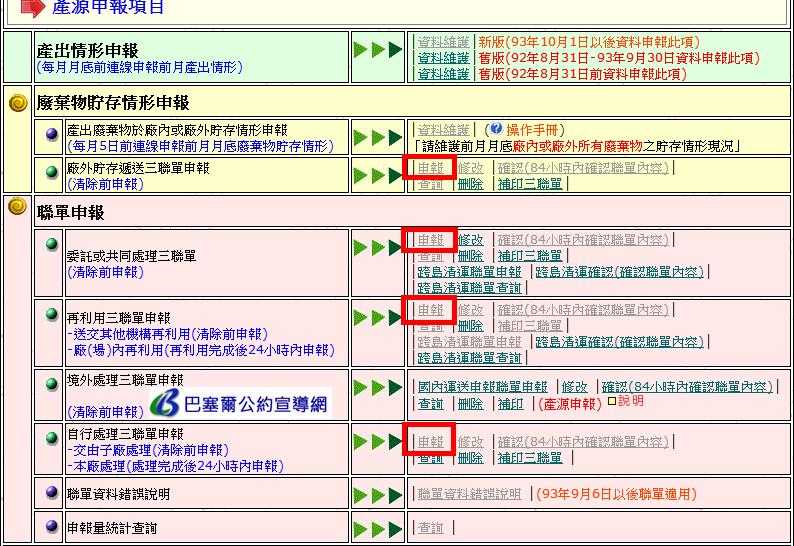 產源申報項目
產出情形申報
(每月月底前連線申報前月產出情形)
|資料維護|新版(93年10月1日以後資料申報此項)
|資料維護|舊版(92年8月31日-93年9月30日資料申報此項)
|資料維護|舊版(92年8月31日前資料申報此項)
廢棄物貯存情形申報
產出廢棄物於廠內或廠外貯存情形申報
(每月5日前連線申報前月月底廢棄物貯存情形)
|資料維護| (?操作手冊)
「請維護前月月底廠內或廠外所有廢棄物之貯存情形現況」
廠外貯存遞送三聯單申報
(清除前申報)
|申報 |修改 |確認(84小時內確認聯單內容)|
|查詢 |刪除 |補印三聯單|
聯單申報
委託或共同處理三聯單
(清除前申報)
|申報 |修改 |確認(84小時內確認聯單內容)|
|查詢 |刪除 |補印三聯單|
|跨島清運聯單申報 |跨島清運確認(確認聯單內容)|
|跨島清運聯單查詢|
再利用三聯單申報
-送交其他機構再利用(清除前申報)
-廠(場)內再利用(再利用完成後24小時內申報)
|申報 |修改 |確認(84小時內確認聯單內容)|
|查詢 |刪除 |補印三聯單|
|跨島清運聯單申報 |跨島清運確認(確認聯單內容)|
|跨島清運聯單查詢|
境外處理三聯單申報
(清除前申報) 巴塞爾公約宣導網
|國內運送申報聯單申報 |修改 |確認(84小時內確認聯單內容)|
|查詢 |刪除 |補印 |(產源申報) 說明
自行處理三聯單申報
-交由子廠處理(清除前申報)
-本廠處理(處理完成後24小時內申報)
|申報 |修改 |確認(84小時內確認聯單內容)|
|查詢 |刪除 |補印三聯單 |
聯單資料錯誤說明
|聯單資料錯誤說明 |(93年9月6日以後聯單適用)
申報量統計查詢
|查詢 |